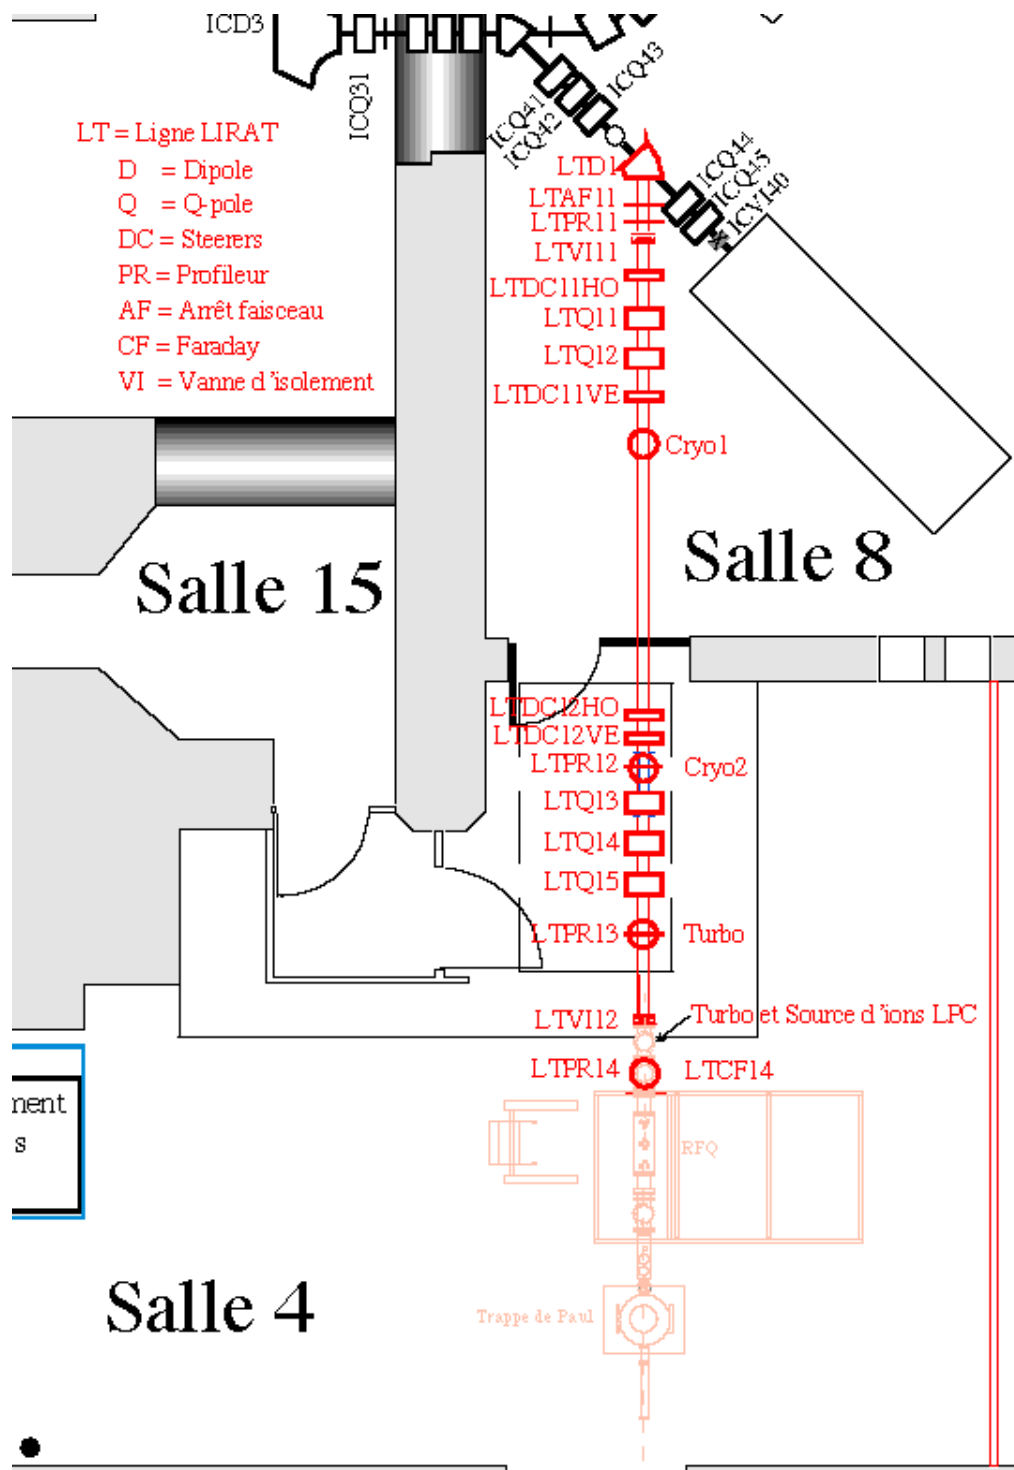 ICD3
ICQ31
ICQ41
ICQ42
ICQ43
LT = Ligne LIRAT
D = Dipole
Q = Q-pole
DC = Steerers
PR = Profileur
AF = Arrêt faisceau
CF = Faraday
VI = Vanne d'isolement
LTD1
ICQ44
ICQ45
ICVI40
LTAF11
LTPR11
LTVI11
LTDC11HO
LTQ11
LTQ12
LTDC11VE
Cryo1
Salle 15
Salle 8
LTDC12HO
LTDC12VE
LTPR12
Cryo2
LTQ13
LTQ14
LTQ15
LTPR13
Turbo
LTVI12
Turbo et Source d'ions LPC
LTPR14
LTCF14
ment
s
RFQ
Salle 4
Trappe de Paul